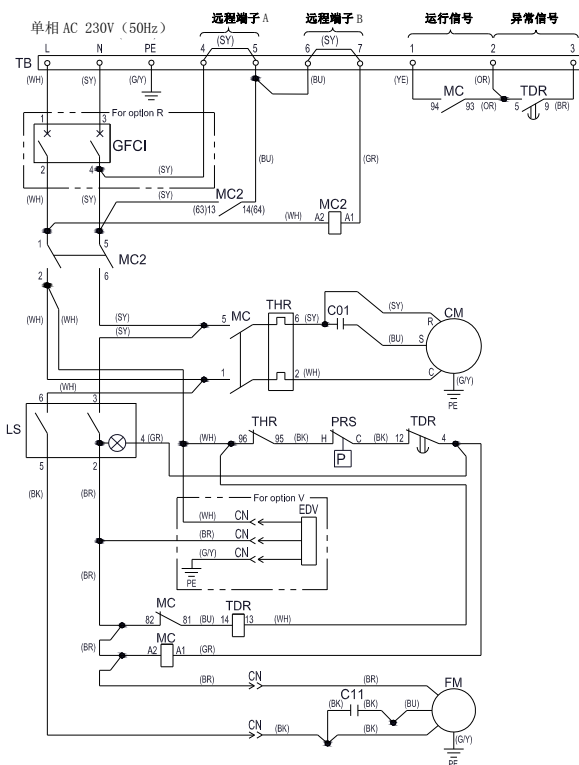 单相 AC 230V（50Hz）
远程端子 A 远程端子 B 运行信号 异常信号
L N PE 4 (SY) 5 6 (SY) 7 1 2 3
TB
(WH) (SY) (G/Y) (BU) (YE) (OR)
MC TDR
94 93 (OR) 5 9 (BR)
For option R
1 3
GFCI
2 4
(SY) (BU) (GR)
(WH) (SY) (SY) MC2
(63)13 14(64) (WH) A2 A1 MC2
1 5
MC2
2 6
(WH) (WH) (SY) 5 MC THR 6 (SY) C01 (SY) R CM
(SY) (BU) S
1 2 (WH) C
(WH) (G/Y)
PE
6 3
LS
4 (GR) (WH) 96 THR 95 (BK) H PRS C (BK) 12 TDR 4
P
5 2
(BK) (BR)
For option V
EDV
(WH) CN
(BR) CN
(G/Y) CN
PE
(BR)
MC TDR
82 81 (BU) 14 13 (WH)
MC
(BR) A2 A1 (GR)
(BR) CN (BR)
FM
C11
(BK) (BK) (BU)
CN (BK) (BK)
(G/Y)
PE